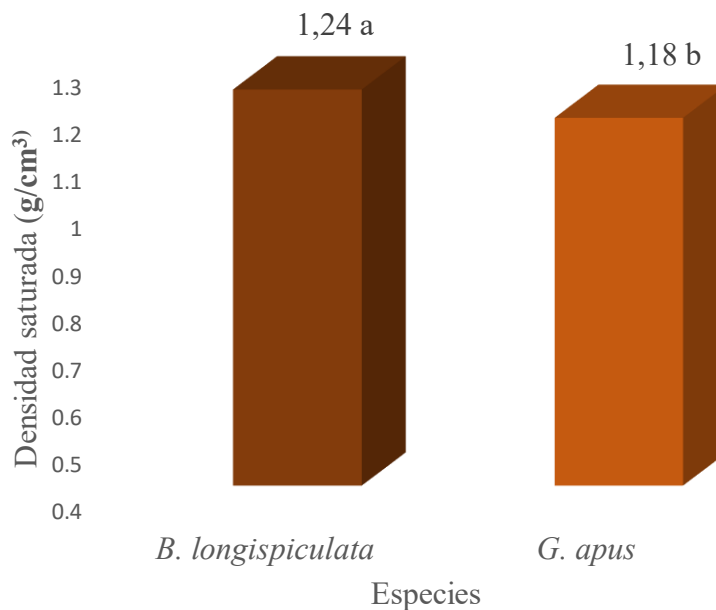 1,24 a
1,18 b
Densidad saturada (g/cm³)
1.3
1.2
1.1
1
0.9
0.8
0.7
0.6
0.5
0.4
B. longispiculata
G. apus
Especies